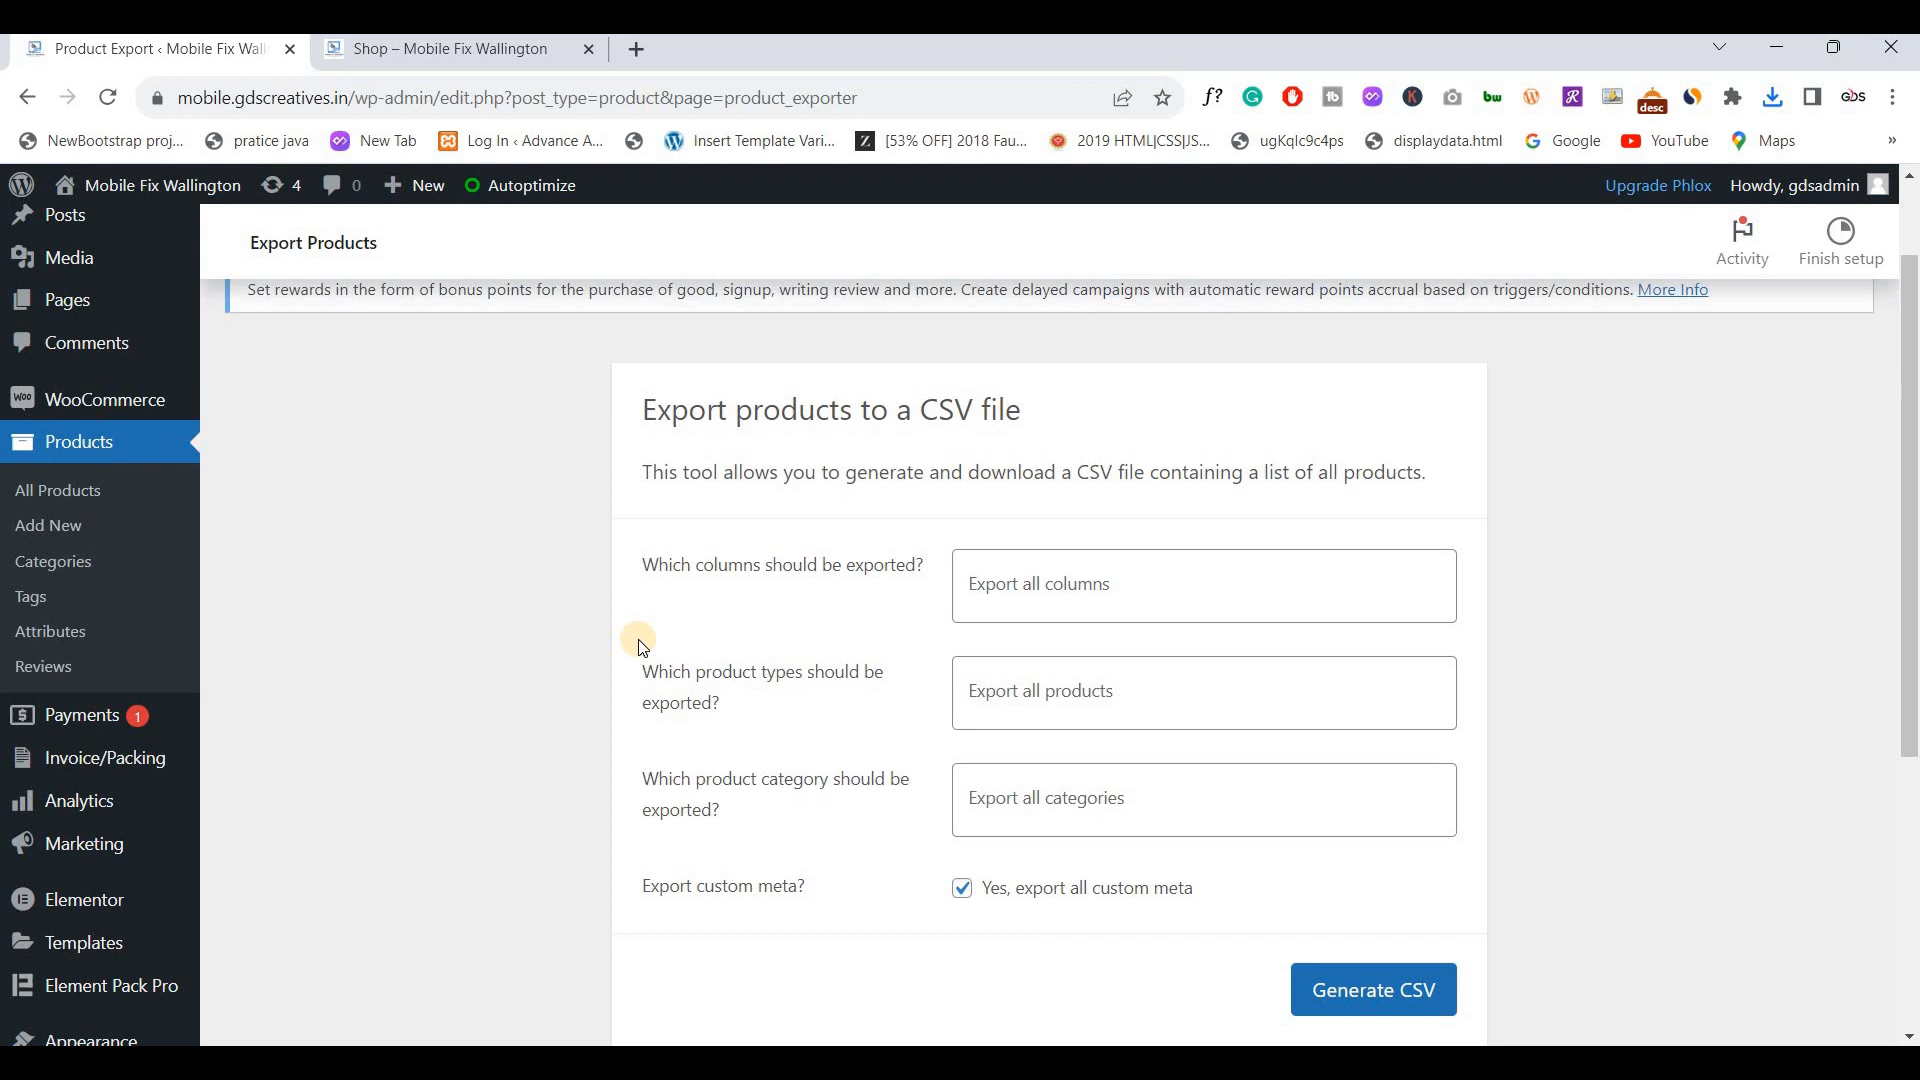 Product Export ‹ Mobile Fix Wall
Shop – Mobile Fix Wallington
mobile.gdscreatives.in/wp-admin/edit.php?post_type=product&page=product_exporter
f?
tb
K
bw
desc
GDS
NewBootstrap proj...
pratice java
New Tab
Log In ‹ Advance A...
Insert Template Vari...
Z [53% OFF] 2018 Fau...
2019 HTML|CSS|JS...
ugKqlc9c4ps
displaydata.html
Google
YouTube
Maps
»
Mobile Fix Wallington
4
0
New
Autoptimize
Upgrade Phlox
Howdy, gdsadmin
Posts
Media
Pages
Comments
Woo WooCommerce
Products
All Products
Add New
Categories
Tags
Attributes
Reviews
Payments 1
Invoice/Packing
Analytics
Marketing
Elementor
Templates
Element Pack Pro
Appearance
Export Products
Activity
Finish setup
Set rewards in the form of bonus points for the purchase of good, signup, writing review and more. Create delayed campaigns with automatic reward points accrual based on triggers/conditions. More Info
Export products to a CSV file
This tool allows you to generate and download a CSV file containing a list of all products.
Which columns should be exported?
Export all columns
Which product types should be
exported?
Export all products
Which product category should be
exported?
Export all categories
Export custom meta?
Yes, export all custom meta
Generate CSV